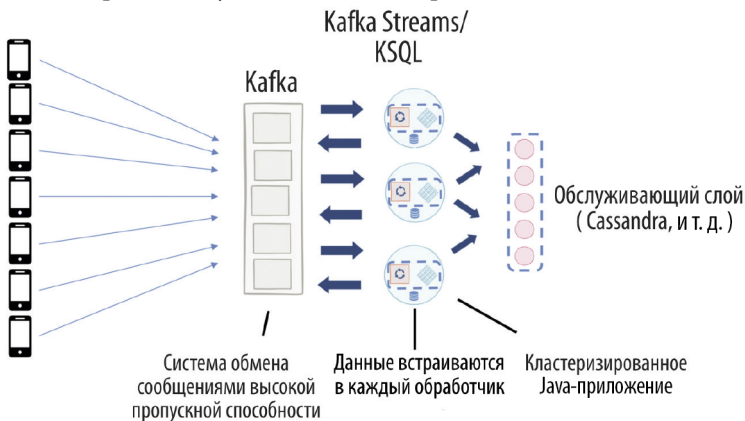 Kafka Streams/
KSQL
Kafka
Обслуживающий слой
( Cassandra, и т. д. )
Система обмена
сообщениями высокой
пропускной способности
Данные встраиваются
в каждый обработчик
Кластеризированное
Java-приложение